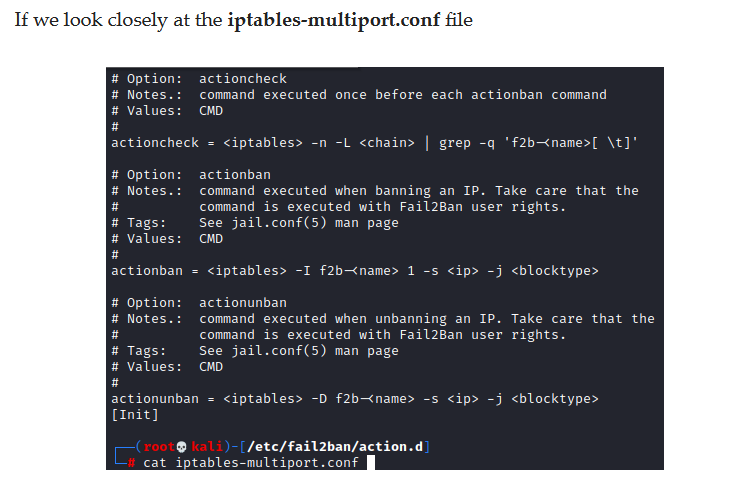 If we look closely at the iptables-multiport.conf file
# Option:  actioncheck
# Notes.:  command executed once before each actionban command
# Values:  CMD
#
actioncheck = <iptables> -n -L <chain> | grep -q 'f2b-<name>[ \t]'
# Option:  actionban
# Notes.:  command executed when banning an IP. Take care that the
#          command is executed with Fail2Ban user rights.
# Tags:    See jail.conf(5) man page
# Values:  CMD
#
actionban = <iptables> -I f2b-<name> 1 -s <ip> -j <blocktype>
# Option:  actionunban
# Notes.:  command executed when unbanning an IP. Take care that the
#          command is executed with Fail2Ban user rights.
# Tags:    See jail.conf(5) man page
# Values:  CMD
#
actionunban = <iptables> -D f2b-<name> -s <ip> -j <blocktype>
[Init]
┌──(root💀kali)-[/etc/fail2ban/action.d]
└─# cat iptables-multiport.conf